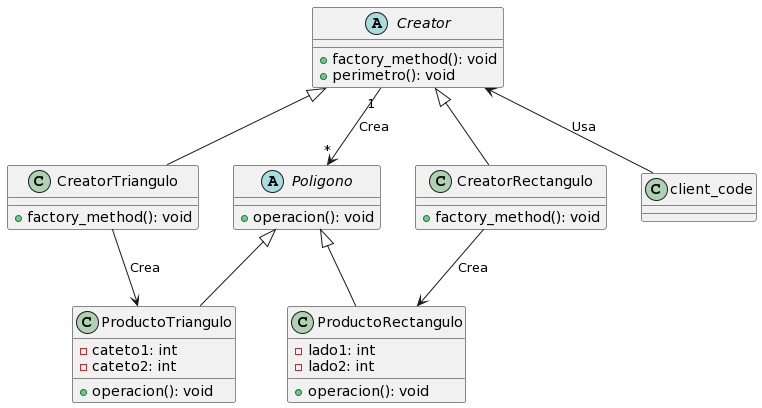 A Creator
+ factory_method(): void
+ perimetro(): void
1
Crea
Usa
*
C CreatorTriangulo
+ factory_method(): void
A Poligono
operacion(): void
C CreatorRectangulo
factory_method(): void
C client_code
Crea
Crea
C ProductoTriangulo
cateto1: int
cateto2: int
operacion(): void
C ProductoRectangulo
lado1: int
lado2: int
operacion(): void